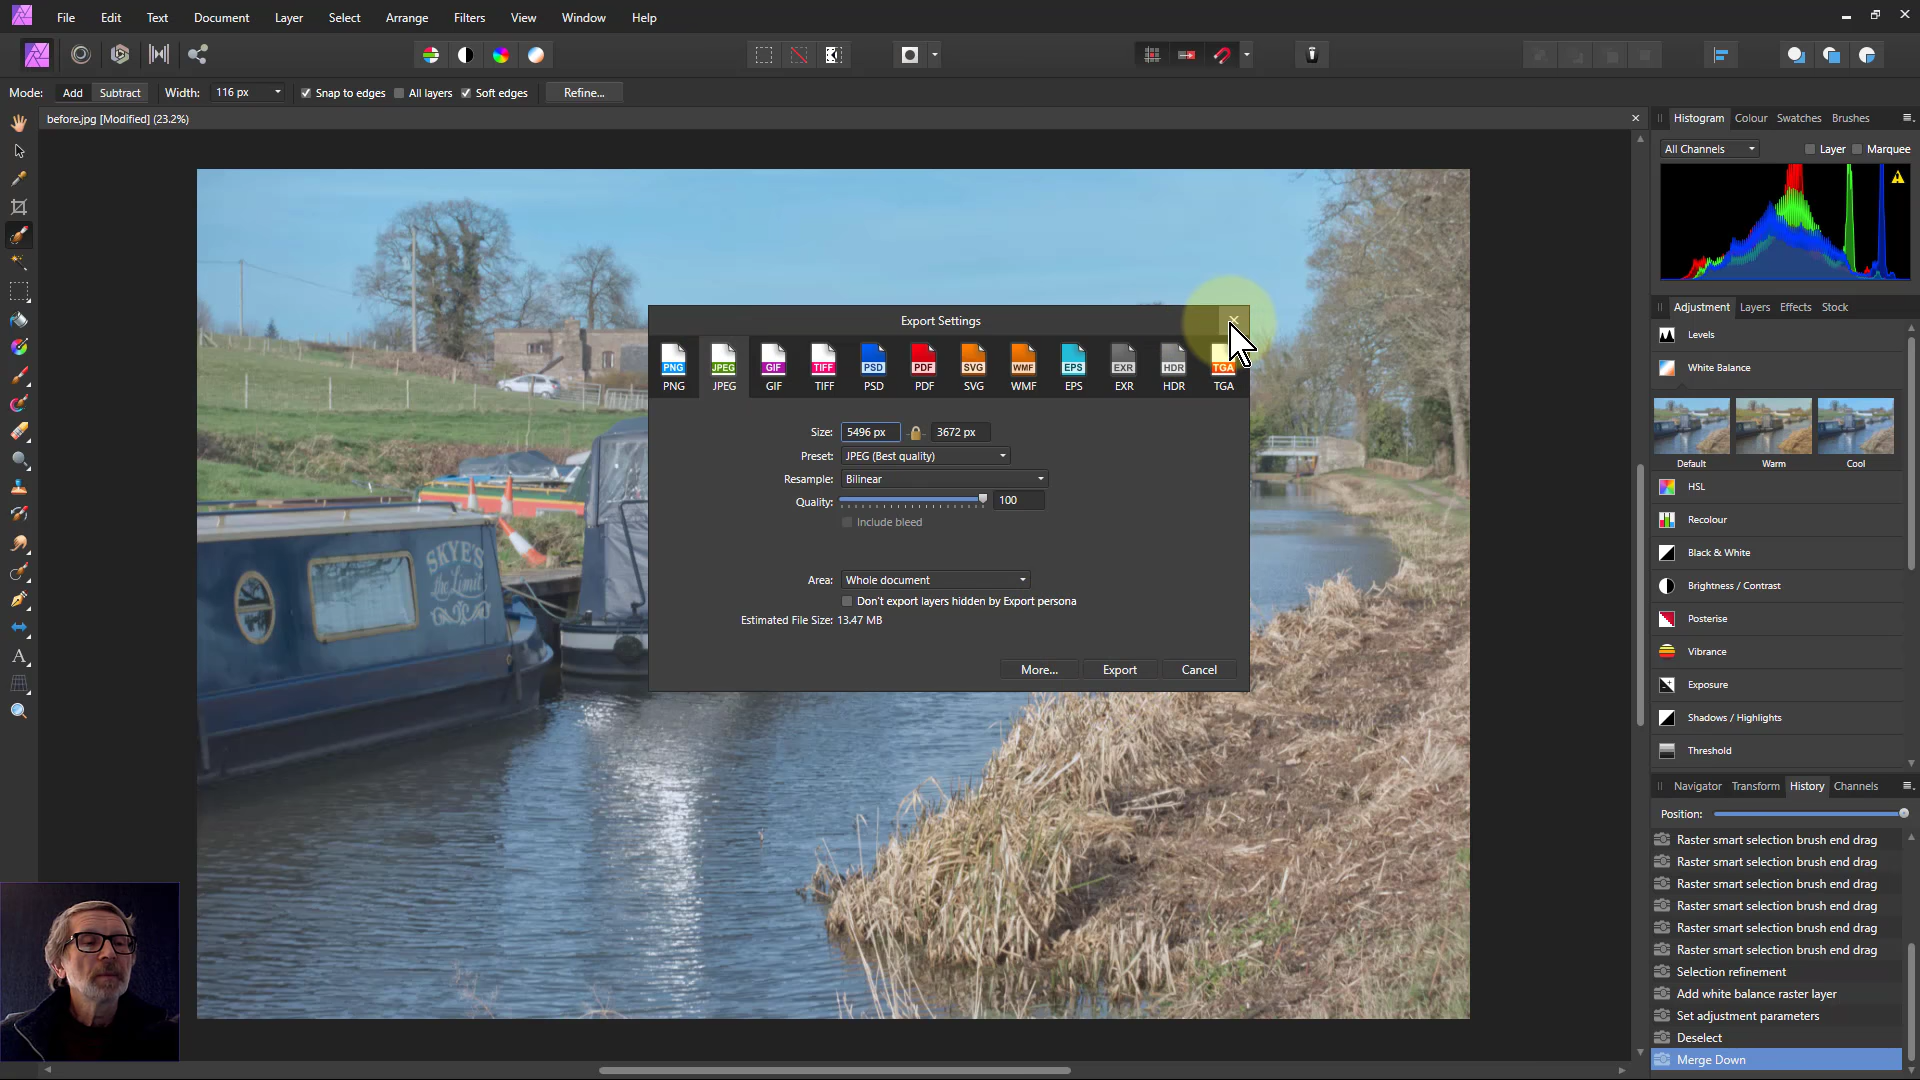 File Edit Text Document Layer Select Arrange Filters View Window Help
Mode: Add Subtract Width: 116 px Snap to edges All layers Soft edges Refine...
before.jpg [Modified] (23.2%)
Histogram Colour Swatches Brushes
All Channels Layer Marquee
Adjustment Layers Effects Stock
Levels
White Balance
Default Warm Cool
HSL
Recolour
Black & White
Brightness / Contrast
Posterise
Vibrance
Exposure
Shadows / Highlights
Threshold
Navigator Transform History Channels
Position:
Raster smart selection brush end drag
Raster smart selection brush end drag
Raster smart selection brush end drag
Raster smart selection brush end drag
Raster smart selection brush end drag
Raster smart selection brush end drag
Selection refinement
Add white balance raster layer
Set adjustment parameters
Deselect
Merge Down
Export Settings
PNG JPEG GIF TIFF PSD PDF SVG WMF EPS EXR HDR TGA
PNG JPEG GIF TIFF PSD PDF SVG WMF EPS EXR HDR TGA
Size: 5496 px 3672 px
Preset: JPEG (Best quality)
Resample: Bilinear
Quality: 100
Include bleed
Area: Whole document
Don't export layers hidden by Export persona
Estimated File Size: 13.47 MB
More... Export Cancel
SKYE'S
the Limit